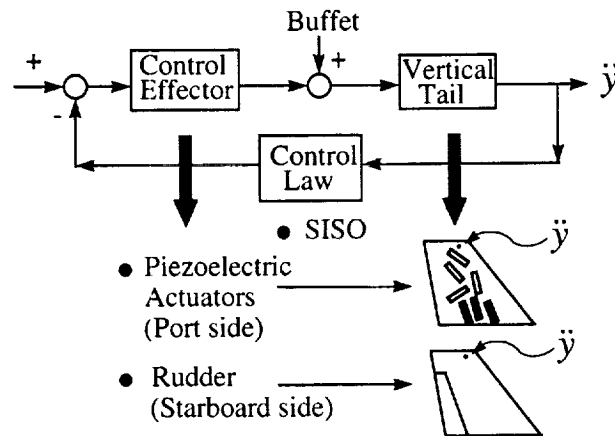 Buffet
+
Control
Effector
+
Vertical
Tail
ÿ
-
Control
Law
● SISO
● Piezoelectric
Actuators
(Port side)
ÿ
● Rudder
(Starboard side)
ÿ